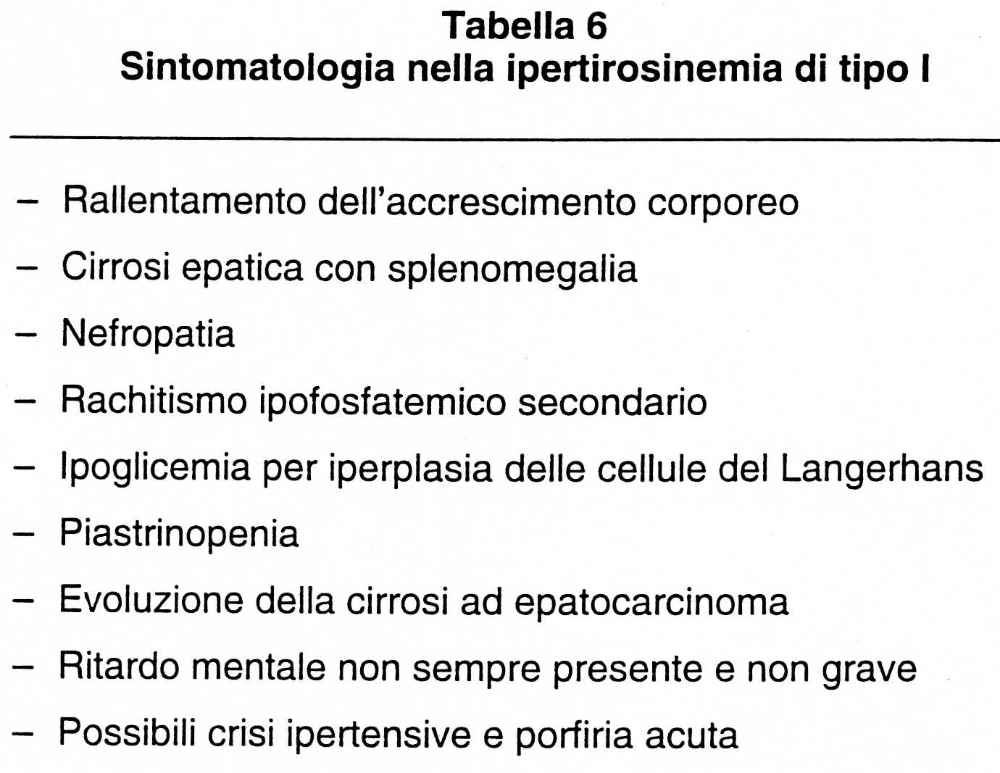 Tabella 6
Sintomatologia nella ipertirosinemia di tipo I
– Rallentamento dell'accrescimento corporeo
– Cirrosi epatica con splenomegalia
– Nefropatia
– Rachitismo ipofosfatemico secondario
– Ipoglicemia per iperplasia delle cellule del Langerhans
– Piastrinopenia
– Evoluzione della cirrosi ad epatocarcinoma
– Ritardo mentale non sempre presente e non grave
– Possibili crisi ipertensive e porfiria acuta